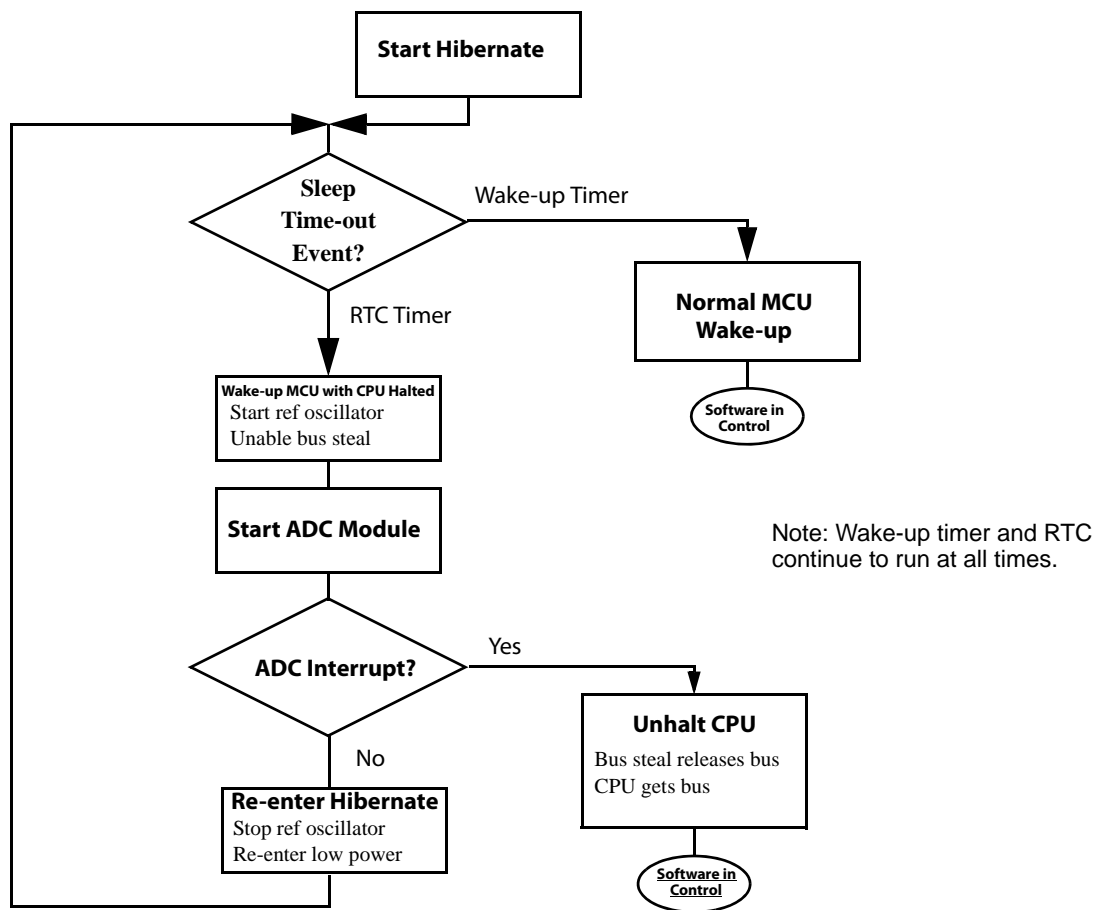 Start Hibernate
Sleep
Time-out
Event?
Wake-up Timer
Normal MCU
Wake-up
Software in
Control
RTC Timer
Wake-up MCU with CPU Halted
Start ref oscillator
Unable bus steal
Start ADC Module
Note: Wake-up timer and RTC
continue to run at all times.
ADC Interrupt?
Yes
Unhalt CPU
Bus steal releases bus
CPU gets bus
Software in
Control
No
Re-enter Hibernate
Stop ref oscillator
Re-enter low power